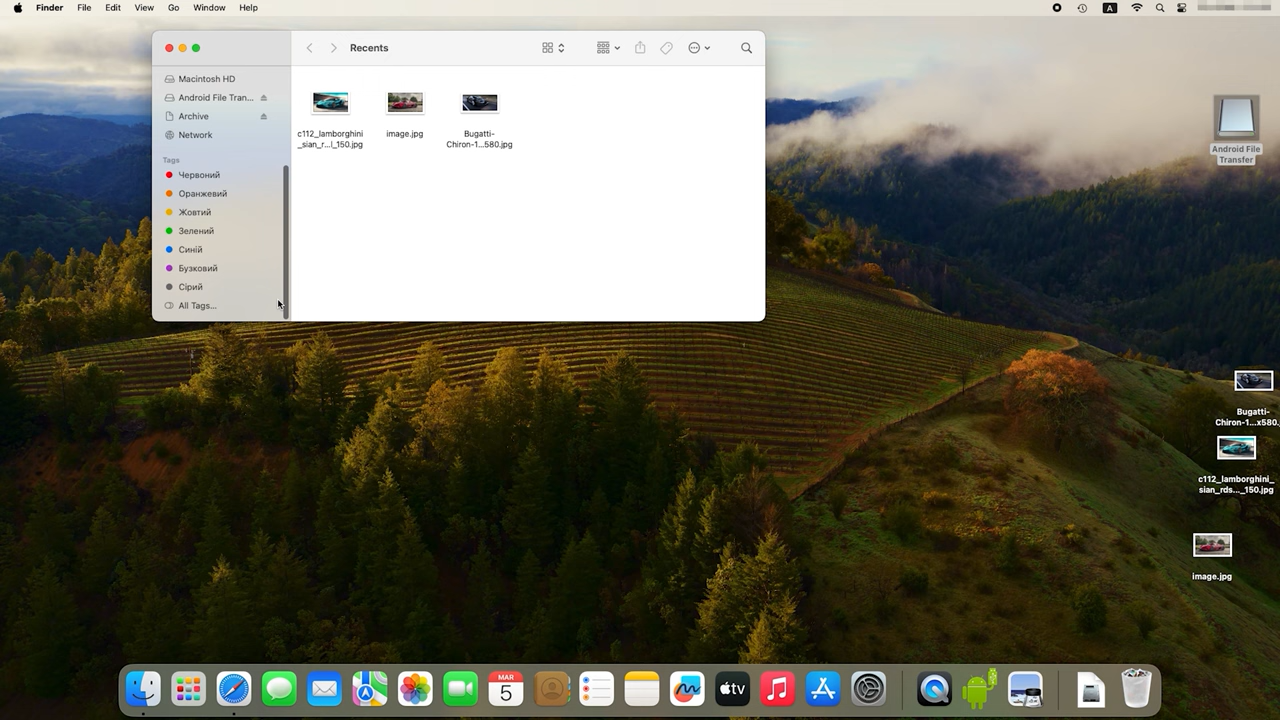 Finder File Edit View Go Window Help
A
Recents
Macintosh HD
Android File Tran...
Archive
Network
Tags
Червоний
Оранжевий
Жовтий
Зелений
Синій
Бузковий
Сірий
All Tags...
c112_lamborghini
_sian_r...l_150.jpg
image.jpg
Bugatti-
Chiron-1...580.jpg
Android File
Transfer
Bugatti-
Chiron-1...x580.
c112_lamborghini_
sian_rds..._150.jpg
image.jpg
MAR
5
tv